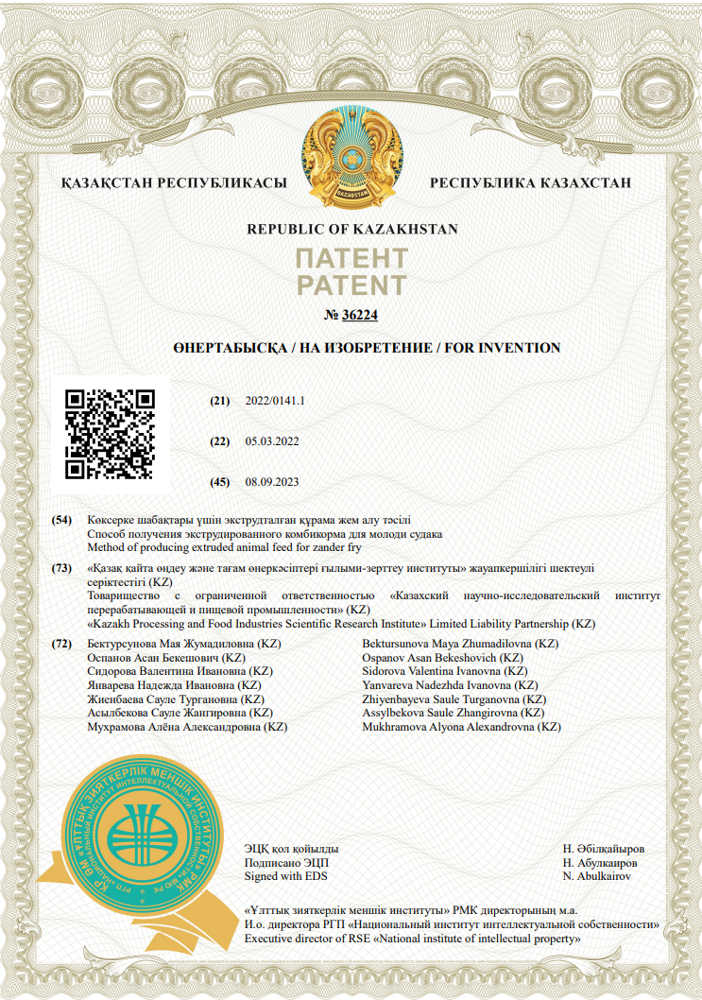 ҚАЗАҚСТАН РЕСПУБЛИКАСЫ
РЕСПУБЛИКА КАЗАХСТАН
QAZAQSTAN
REPUBLIC OF KAZAKHSTAN
ПАТЕНТ
PATENT
№ 36224
ӨНЕРТАБЫСҚА / НА ИЗОБРЕТЕНИЕ / FOR INVENTION
(21) 2022/0141.1
(22) 05.03.2022
(45) 08.09.2023
(54) Көксерке шабақтары үшін экструдталған құрама жем алу тәсілі
Способ получения экструдированного комбикорма для молоди судака
Method of producing extruded animal feed for zander fry
(73) «Қазақ қайта өңдеу және тағам өнеркәсіптері ғылыми-зерттеу институты» жауапкершілігі шектеулі
серіктестігі (KZ)
Товарищество с ограниченной ответственностью «Казахский научно-исследовательский институт
перерабатывающей и пищевой промышленности» (KZ)
«Kazakh Processing and Food Industries Scientific Research Institute» Limited Liability Partnership (KZ)
(72) Бектурсунова Мая Жумадиловна (KZ) Bektursunova Maya Zhumadilovna (KZ)
Оспанов Асан Бекешович (KZ) Ospanov Asan Bekeshovich (KZ)
Сидорова Валентина Ивановна (KZ) Sidorova Valentina Ivanovna (KZ)
Январева Надежда Ивановна (KZ) Yanvareva Nadezhda Ivanovna (KZ)
Жиенбаева Сауле Тургановна (KZ) Zhiyenbayeva Saule Turganovna (KZ)
Асылбекова Сауле Жангировна (KZ) Assylbekova Saule Zhangirovna (KZ)
Мухрамова Алёна Александровна (KZ) Mukhramova Alyona Alexandrovna (KZ)
ҚР ӘМ «ҰЛТТЫҚ ЗИЯТКЕРЛІК МЕНШІК ИНСТИТУТЫ» РМК
РГП «НАЦИОНАЛЬНЫЙ ИНСТИТУТ ИНТЕЛЛЕКТУАЛЬНОЙ СОБСТВЕННОСТИ» МЮ РК
ЭЦҚ қол қойылды Н. Әбілқайыров
Подписано ЭЦП Н. Абулкаиров
Signed with EDS N. Abulkairov
«Ұлттық зияткерлік меншік институты» РМК директорының м.а.
И.о. директора РГП «Национальный институт интеллектуальной собственности»
Executive director of RSE «National institute of intellectual property»